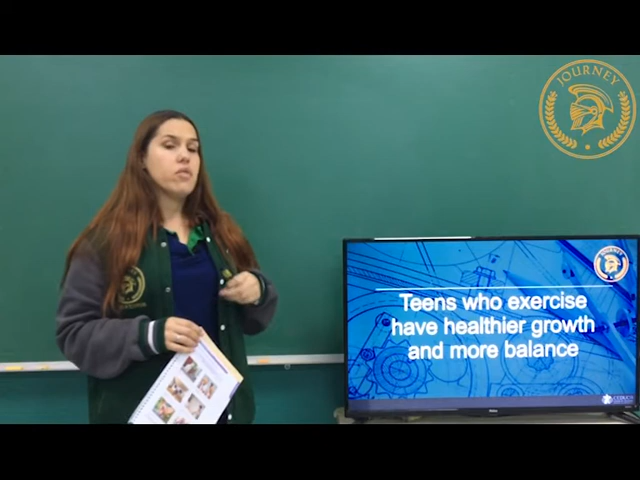 JOURNEY
Teens who exercise
have healthier growth
and more balance